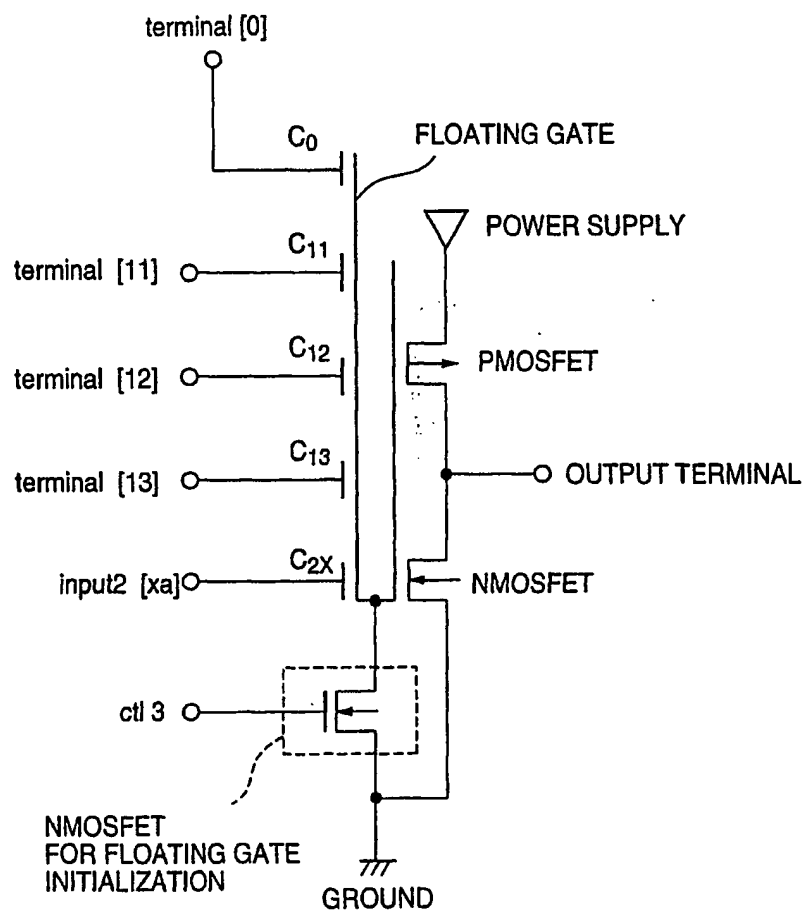 terminal [0]
C0
FLOATING GATE
POWER SUPPLY
C11
terminal [11]
C12
terminal [12]
PMOSFET
C13
terminal [13]
OUTPUT TERMINAL
C2X
input2 [xa]
NMOSFET
ctl 3
NMOSFET
FOR FLOATING GATE
INITIALIZATION
GROUND